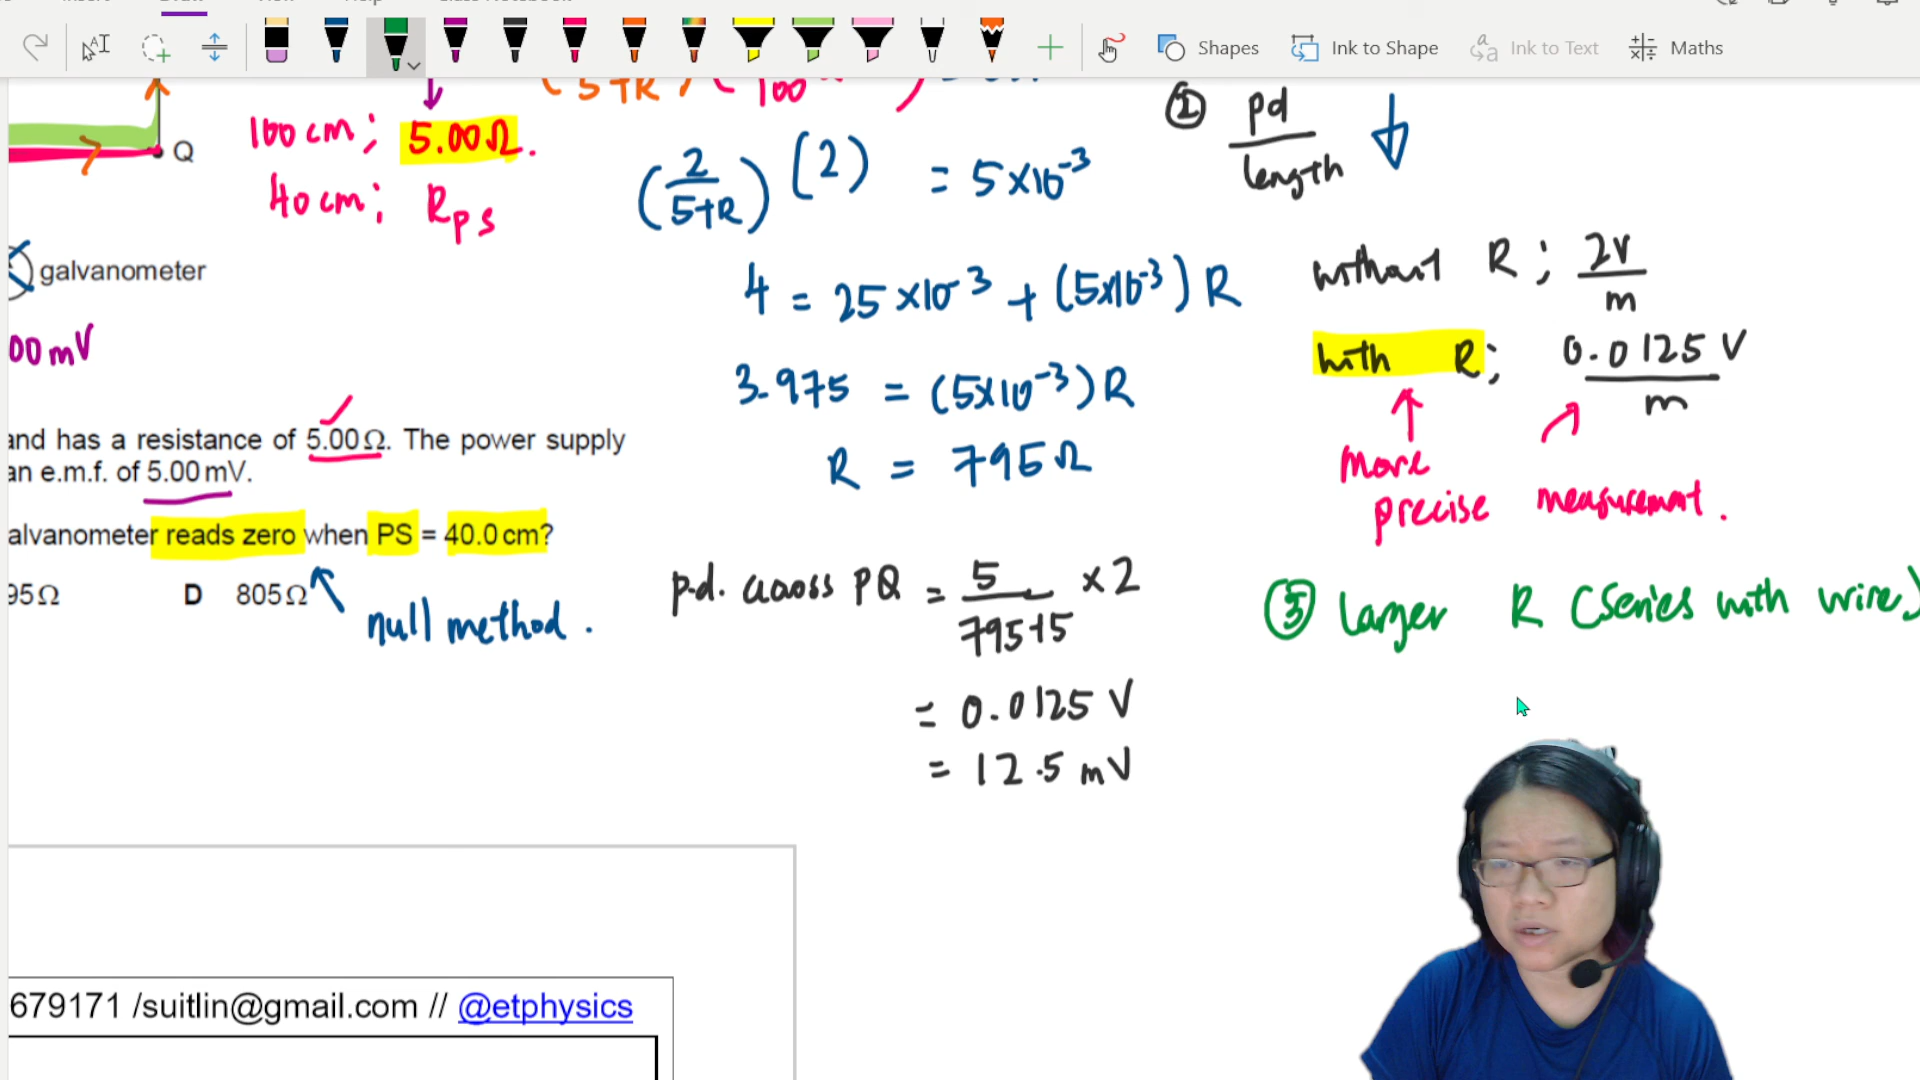 Shapes
Ink to Shape
Ink to Text
Maths
Q
100 cm ; 5.00Ω.
40 cm ; R PS
galvanometer
00 mV
and has a resistance of 5.00 Ω. The power supply
an e.m.f. of 5.00 mV.
alvanometer reads zero when PS = 40.0 cm?
95 Ω D 805 Ω
null method .
(2/5+R) (2) = 5×10⁻³
4 = 25 ×10⁻³ + (5×10⁻³) R
3.975 = (5×10⁻³) R
R = 795 Ω
p.d. across PQ = 5/795+5 × 2
= 0.0125 V
= 12.5 mV
② pd/length ↓
without R ; 2V/m
with R ; 0.0125 V/m
more
precise measurement .
③ Larger R (series with wire)
679171 /suitlin@gmail.com // @etphysics